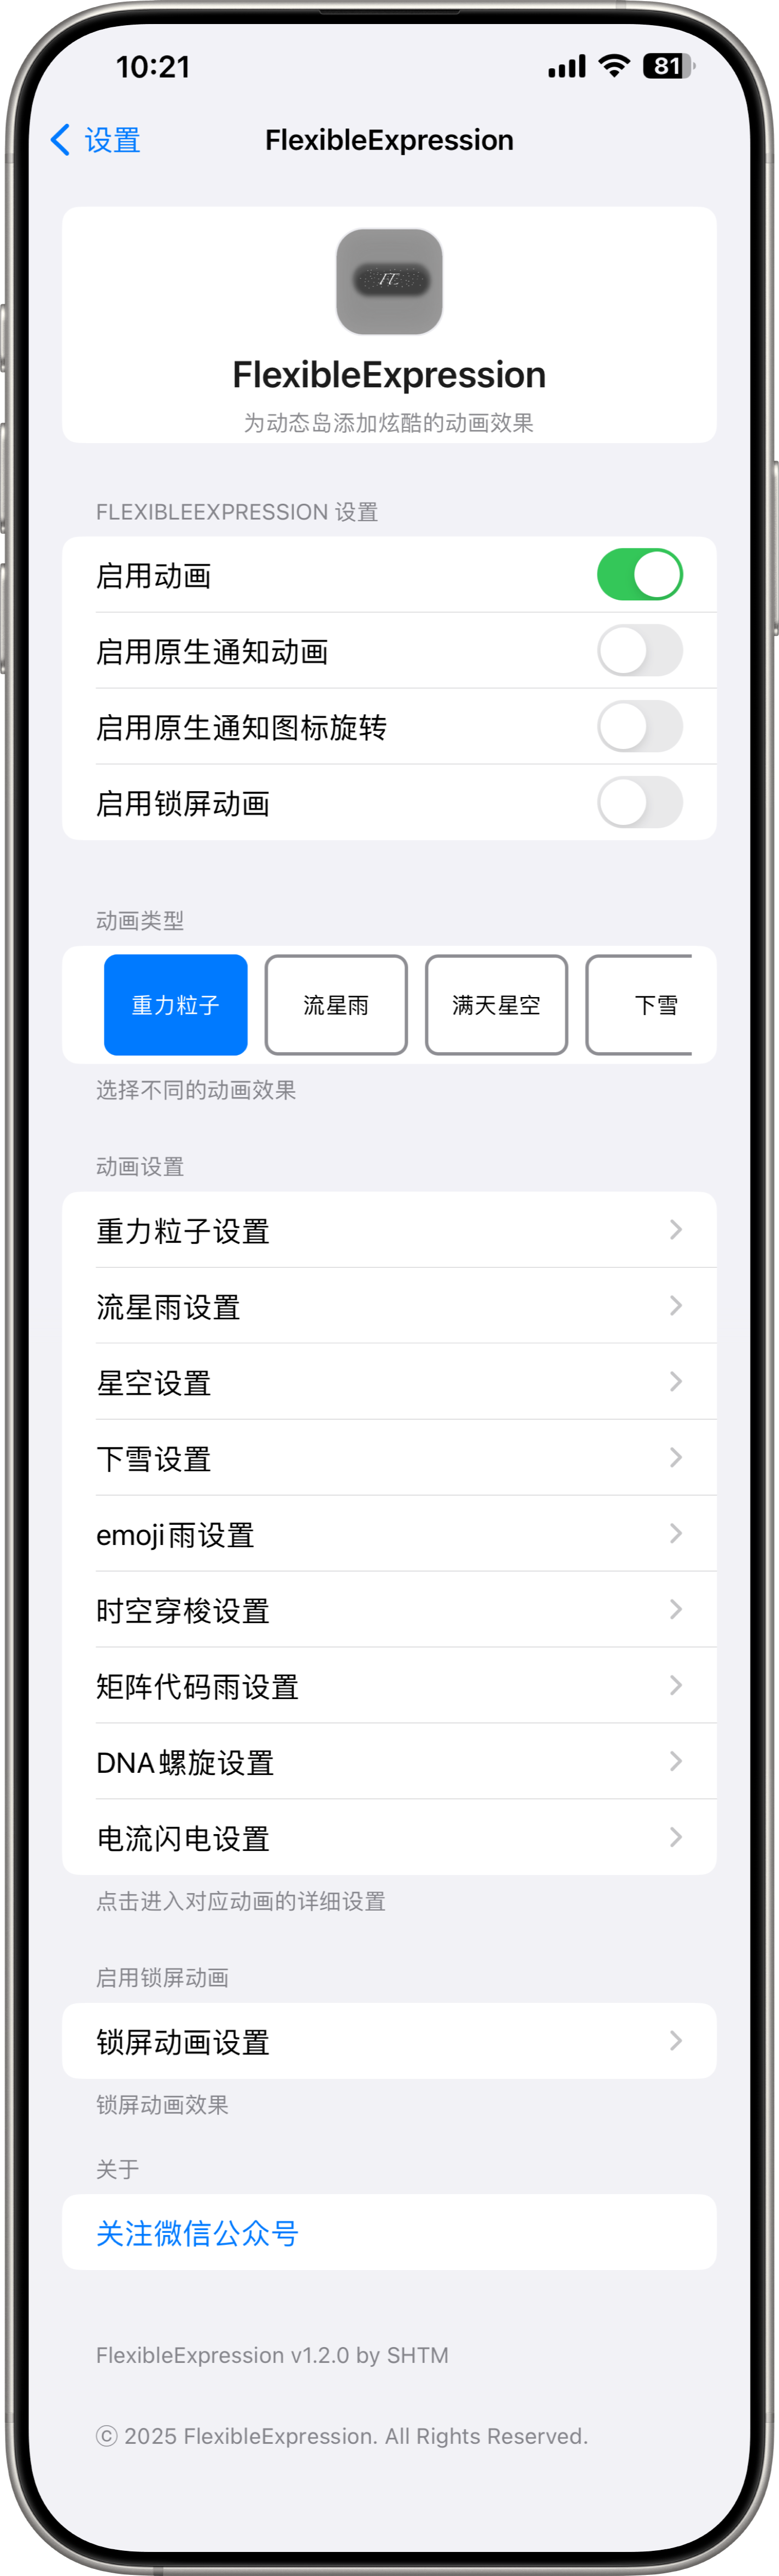 10:21
81
设置
FlexibleExpression
FE
FlexibleExpression
为动态岛添加炫酷的动画效果
FLEXIBLEEXPRESSION 设置
启用动画
启用原生通知动画
启用原生通知图标旋转
启用锁屏动画
动画类型
重力粒子
流星雨
满天星空
下雪
选择不同的动画效果
动画设置
重力粒子设置
流星雨设置
星空设置
下雪设置
emoji雨设置
时空穿梭设置
矩阵代码雨设置
DNA螺旋设置
电流闪电设置
点击进入对应动画的详细设置
启用锁屏动画
锁屏动画设置
锁屏动画效果
关于
关注微信公众号
FlexibleExpression v1.2.0 by SHTM
© 2025 FlexibleExpression. All Rights Reserved.